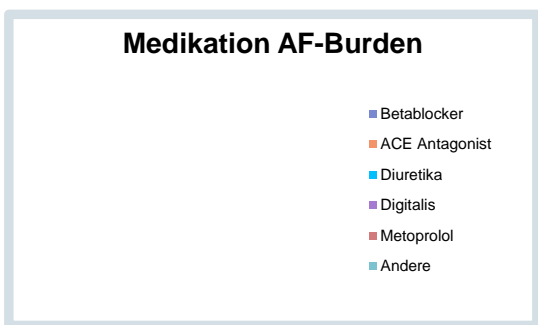 Medikation AF-Burden
Betablocker
ACE Antagonist
Diuretika
Digitalis
Metoprolol
Andere